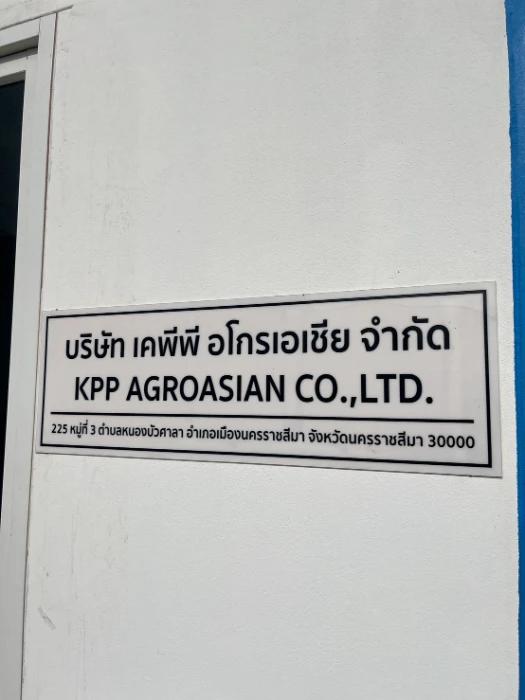 บริษัท เคพีพี อโกรเอเชีย จำกัด
KPP AGROASIAN CO.,LTD.
225 หมู่ที่ 3 ตำบลหนองบัวศาลา อำเภอเมืองนครราชสีมา จังหวัดนครราชสีมา 30000